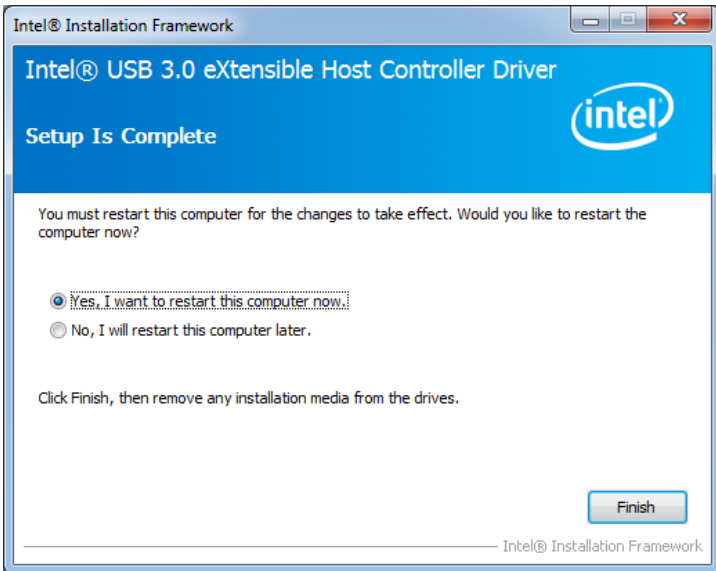 Intel® Installation Framework
Intel® USB 3.0 eXtensible Host Controller Driver
intel®
Setup Is Complete
You must restart this computer for the changes to take effect. Would you like to restart the
computer now?
Yes, I want to restart this computer now.
No, I will restart this computer later.
Click Finish, then remove any installation media from the drives.
Finish
Intel® Installation Framework